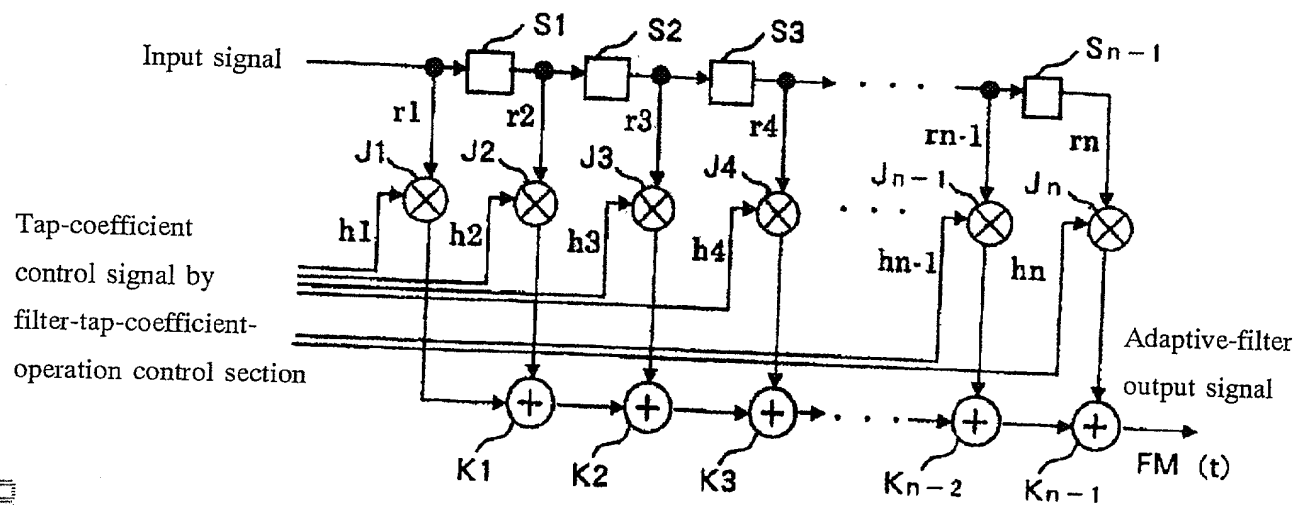 S1
S2
S3
Sn-1
Input signal
r1
r2
r3
r4
rn-1
rn
J1
J2
J3
J4
Jn-1
Jn
Tap-coefficient
control signal by
filter-tap-coefficient-
operation control section
h1
h2
h3
h4
hn-1
hn
Adaptive-filter
output signal
K1
K2
K3
Kn-2
Kn-1
FM (t)